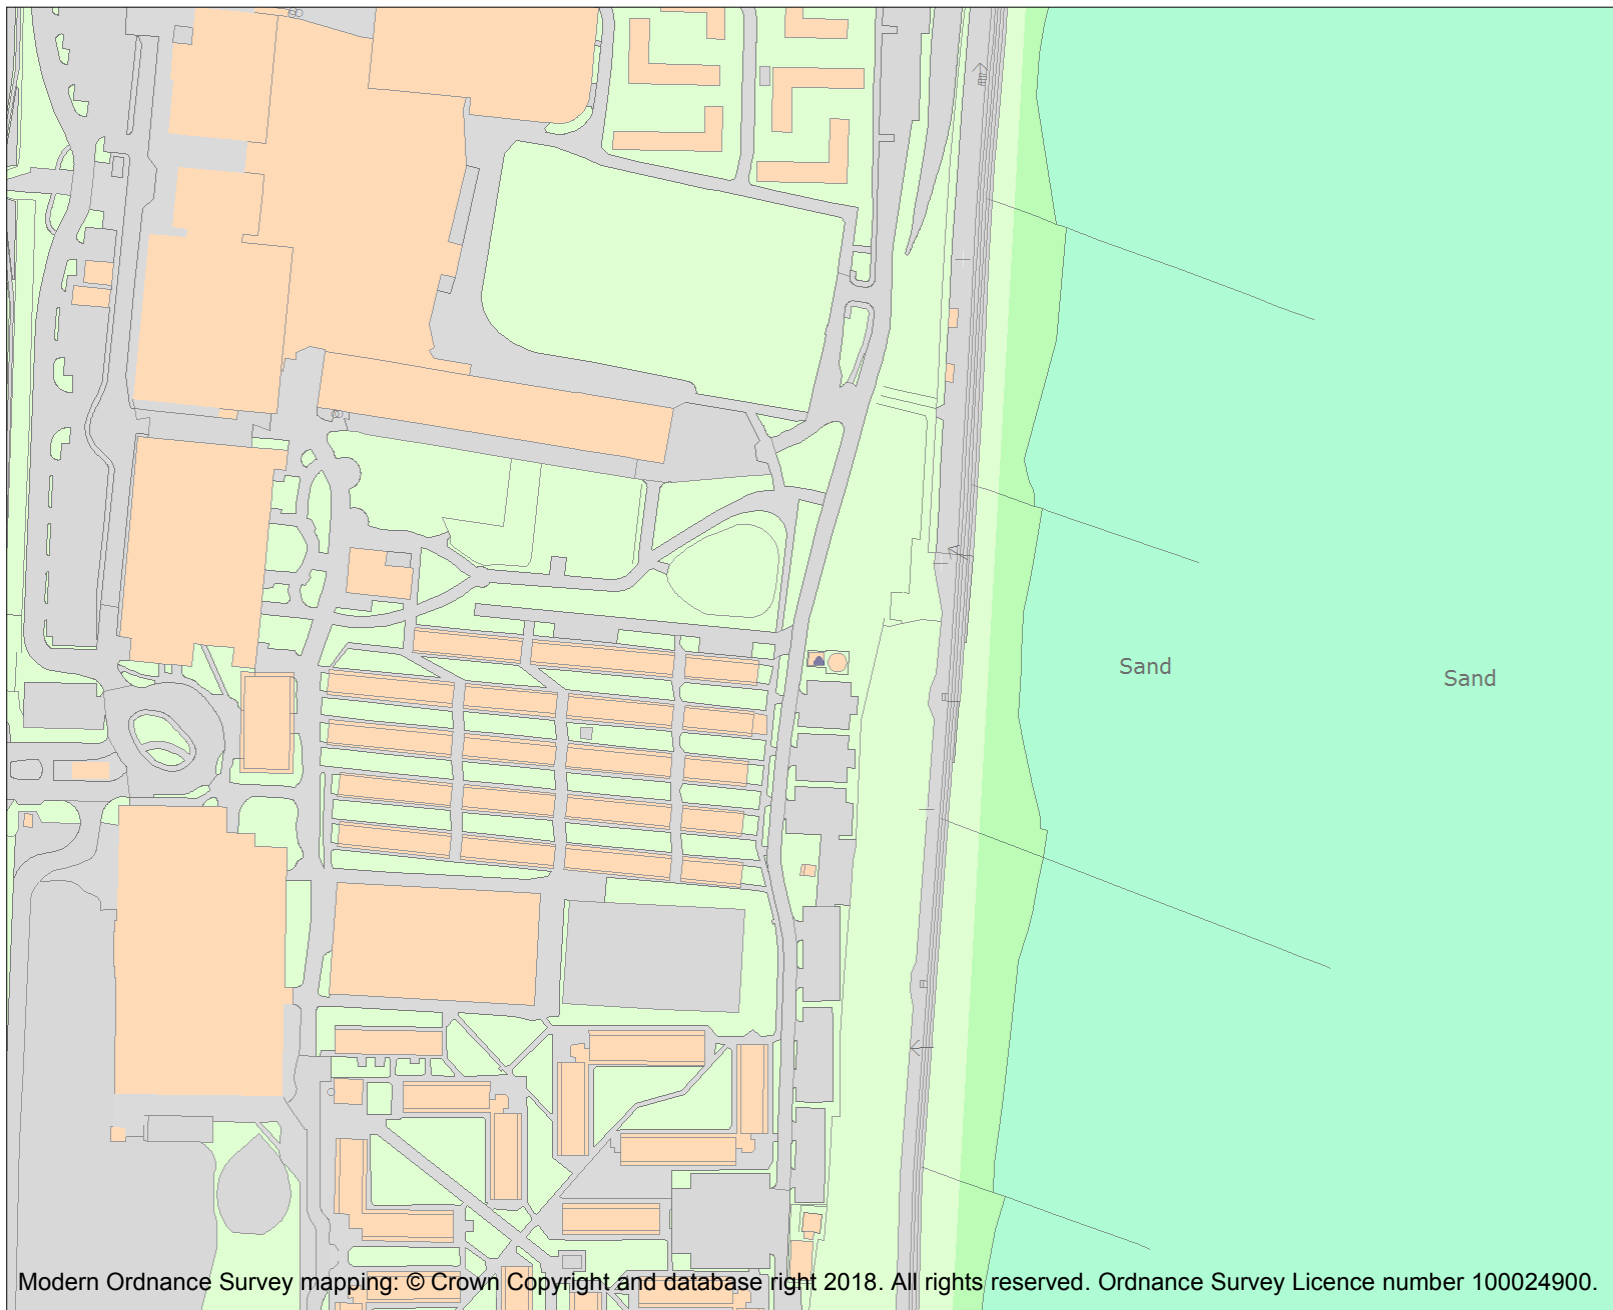 Sand
Sand
Modern Ordnance Survey mapping: © Crown Copyright and database right 2018. All rights reserved. Ordnance Survey Licence number 100024900.